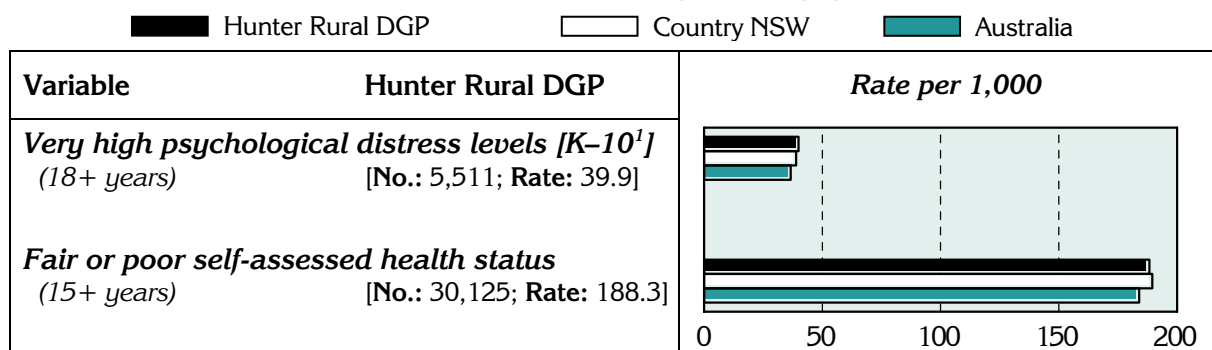 Hunter Rural DGP Country NSW Australia
Variable Hunter Rural DGP Rate per 1,000
Very high psychological distress levels [K–10¹]
(18+ years) [No.: 5,511; Rate: 39.9]
Fair or poor self-assessed health status
(15+ years) [No.: 30,125; Rate: 188.3]
0 50 100 150 200